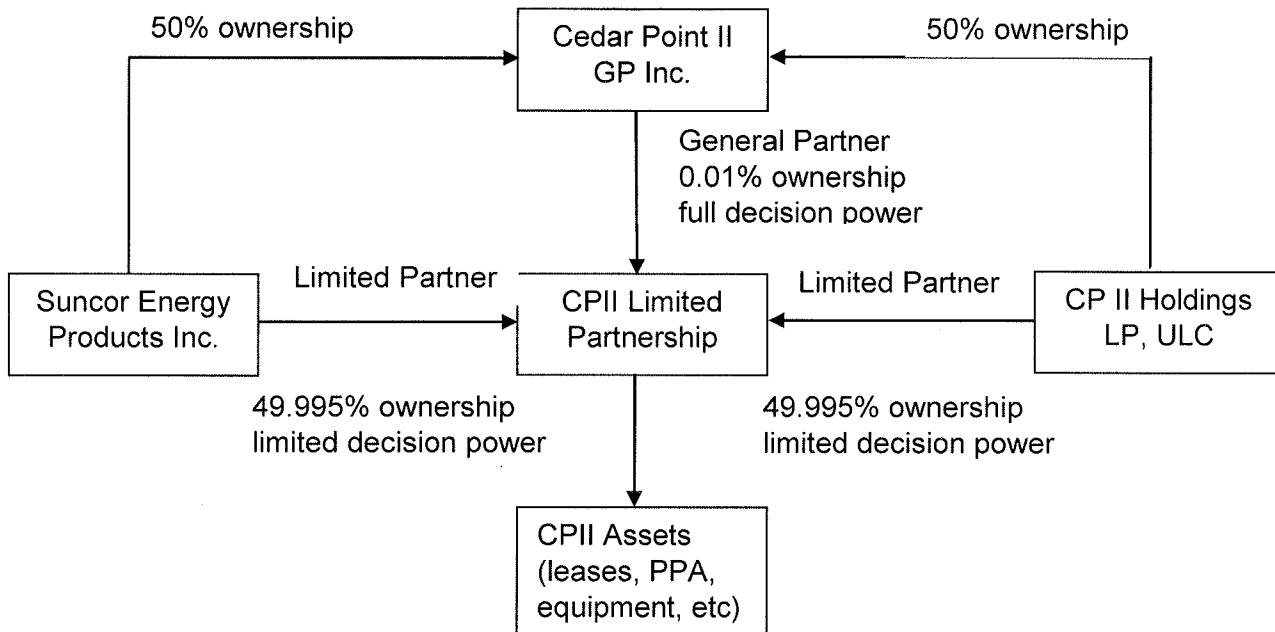 50% ownership
Cedar Point II
GP Inc.
50% ownership
General Partner
0.01% ownership
full decision power
Suncor Energy
Products Inc.
Limited Partner
CPII Limited
Partnership
Limited Partner
CP II Holdings
LP, ULC
49.995% ownership
limited decision power
49.995% ownership
limited decision power
CPII Assets
(leases, PPA,
equipment, etc)